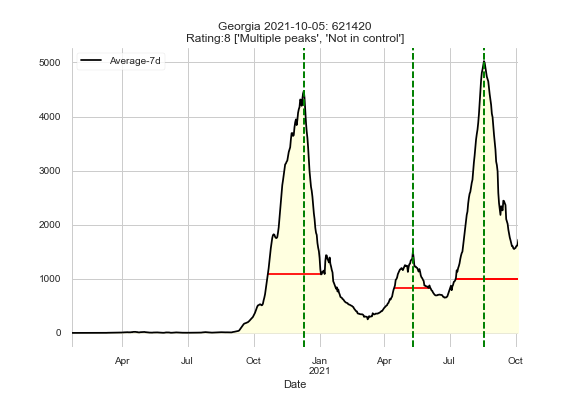 Georgia 2021-10-05: 621420
Rating:8 ['Multiple peaks', 'Not in control']
Average-7d
5000
4000
3000
2000
1000
0
Apr Jul Oct Jan Apr Jul Oct
2021
Date